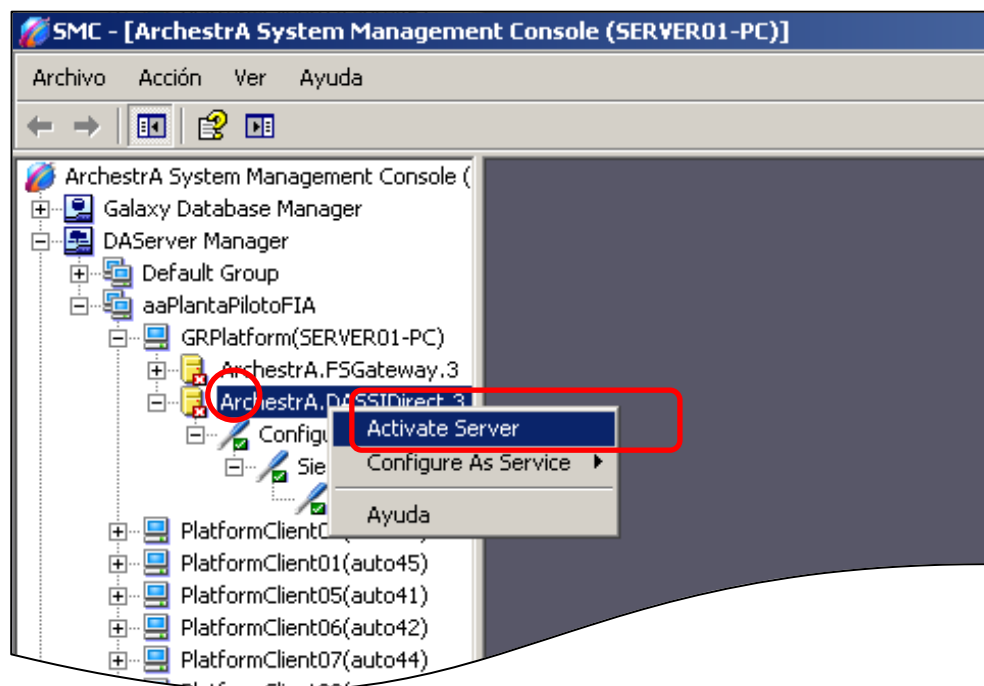 SMC - [ArchestrA System Management Console (SERVER01-PC)]
Archivo Acción Ver Ayuda
ArchestrA System Management Console (
Galaxy Database Manager
DAServer Manager
Default Group
aaPlantaPilotoFIA
GRPlatform(SERVER01-PC)
ArchestrA.FSGateway.3
ArchestrA.DASSIDirect.3
Activate Server
Configu
Configure As Service
Sie
Ayuda
PlatformClient
PlatformClient01(auto45)
PlatformClient05(auto41)
PlatformClient06(auto42)
PlatformClient07(auto44)